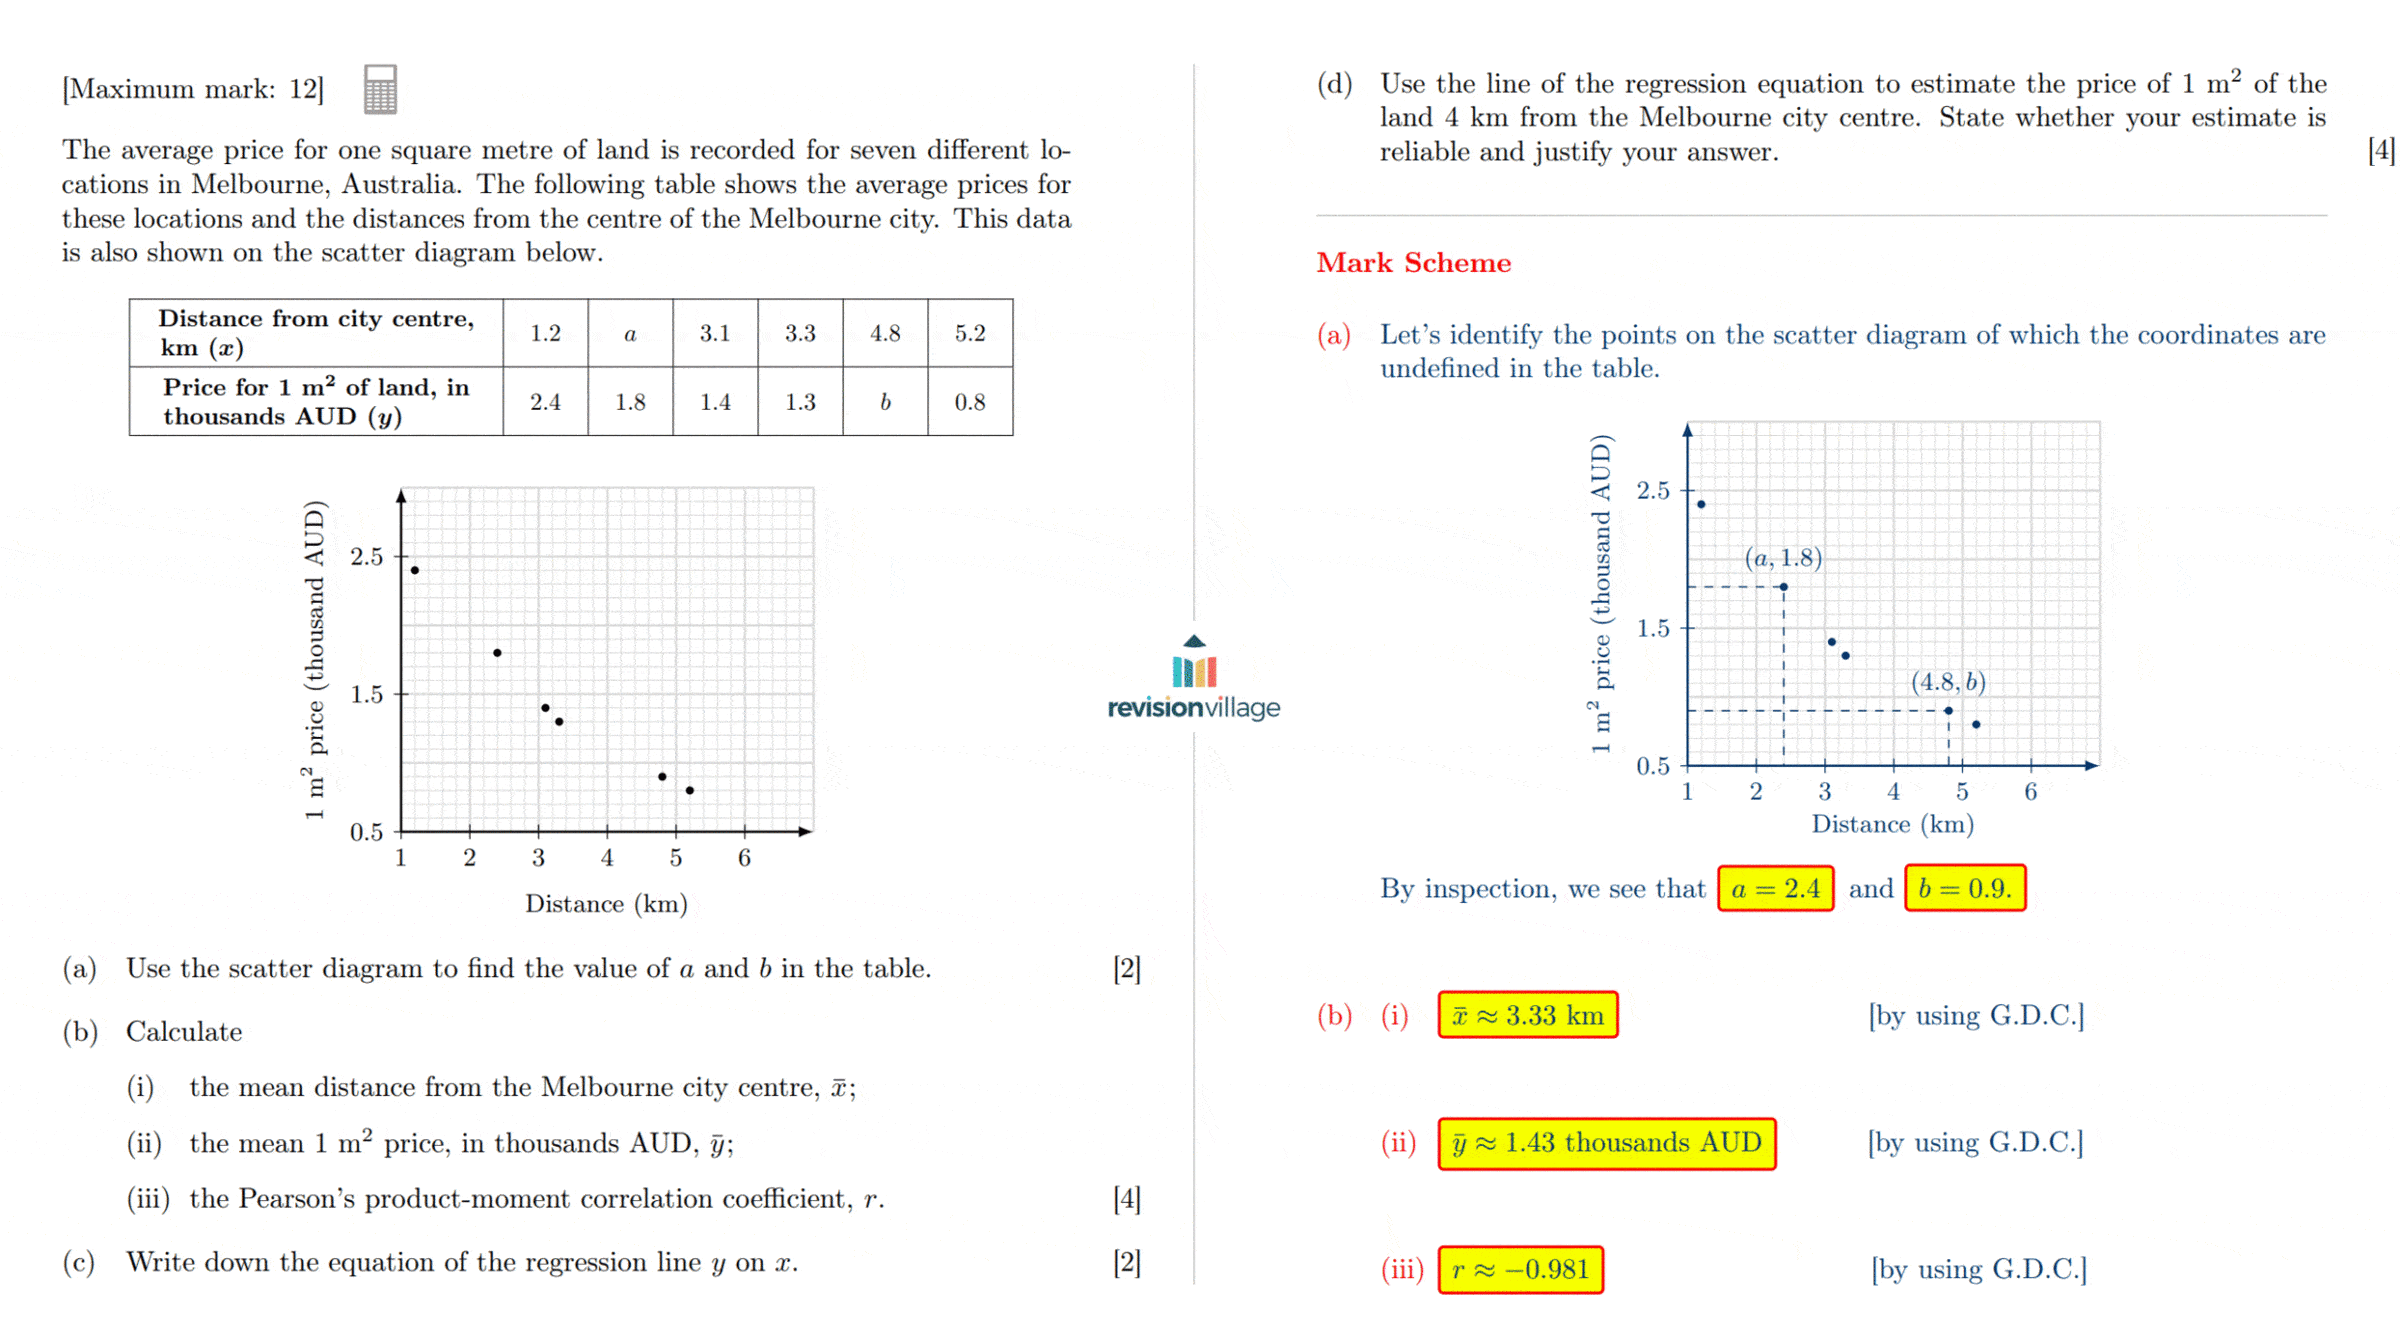 [Maximum mark: 12]
The average price for one square metre of land is recorded for seven different lo-
cations in Melbourne, Australia. The following table shows the average prices for
these locations and the distances from the centre of the Melbourne city. This data
is also shown on the scatter diagram below.
Distance from city centre, km (x) 1.2 a 3.1 3.3 4.8 5.2
Price for 1 m² of land, in thousands AUD (y) 2.4 1.8 1.4 1.3 b 0.8
1 m² price (thousand AUD)
2.5
1.5
0.5
1 2 3 4 5 6
Distance (km)
(a) Use the scatter diagram to find the value of a and b in the table. [2]
(b) Calculate
(i) the mean distance from the Melbourne city centre, x̄;
(ii) the mean 1 m² price, in thousands AUD, ȳ;
(iii) the Pearson's product-moment correlation coefficient, r. [4]
(c) Write down the equation of the regression line y on x. [2]
revisionvillage
(d) Use the line of the regression equation to estimate the price of 1 m² of the
land 4 km from the Melbourne city centre. State whether your estimate is
reliable and justify your answer. [4]
Mark Scheme
(a) Let's identify the points on the scatter diagram of which the coordinates are
undefined in the table.
1 m² price (thousand AUD)
2.5
(a, 1.8)
1.5
(4.8, b)
0.5
1 2 3 4 5 6
Distance (km)
By inspection, we see that a = 2.4 and b = 0.9.
(b) (i) x̄ ≈ 3.33 km [by using G.D.C.]
(ii) ȳ ≈ 1.43 thousands AUD [by using G.D.C.]
(iii) r ≈ −0.981 [by using G.D.C.]